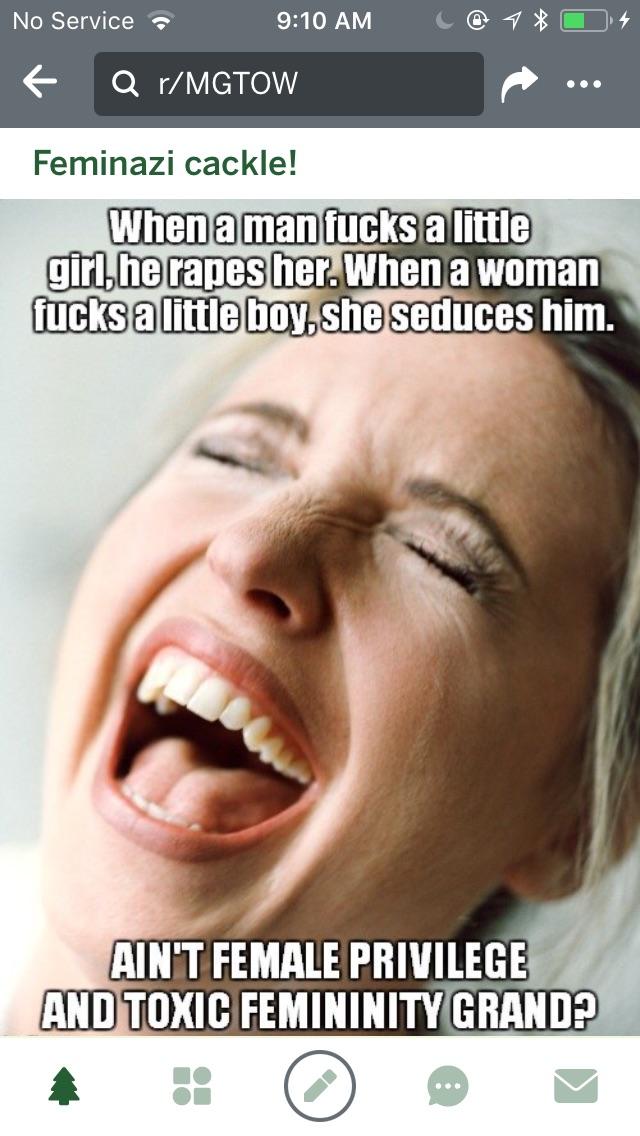 No Service 9:10 AM
r/MGTOW
Feminazi cackle!
When a man fucks a little
girl, he rapes her. When a woman
fucks a little boy, she seduces him.
AIN'T FEMALE PRIVILEGE
AND TOXIC FEMININITY GRAND?